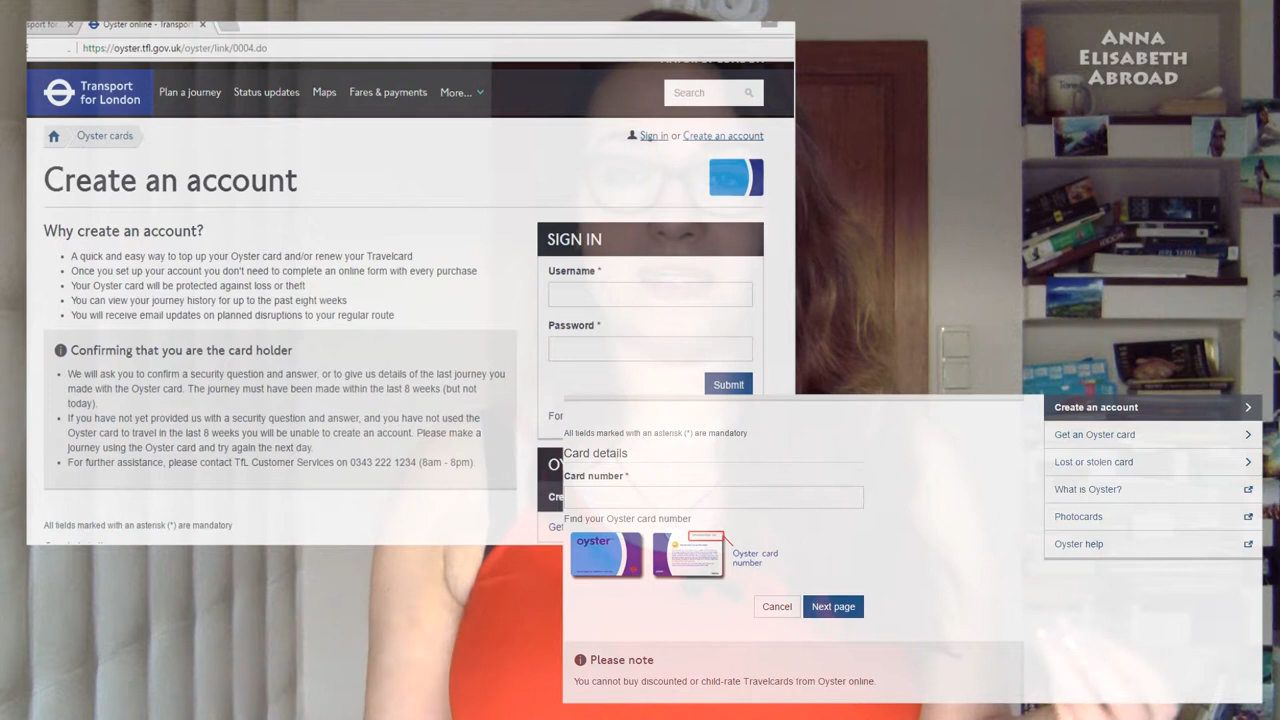 sport for
Oyster online - Transport
https://oyster.tfl.gov.uk/oyster/link/0004.do
ANNA
ELISABETH
ABROAD
Transport
for London
Plan a journey
Status updates
Maps
Fares & payments
More...
Search
Oyster cards
Sign in or Create an account
Create an account
Why create an account?
A quick and easy way to top up your Oyster card and/or renew your Travelcard
Once you set up your account you don't need to complete an online form with every purchase
Your Oyster card will be protected against loss or theft
You can view your journey history for up to the past eight weeks
You will receive email updates on planned disruptions to your regular route
Confirming that you are the card holder
We will ask you to confirm a security question and answer, or to give us details of the last journey you
made with the Oyster card. The journey must have been made within the last 8 weeks (but not
today).
If you have not yet provided us with a security question and answer, and you have not used the
Oyster card to travel in the last 8 weeks you will be unable to create an account. Please make a
journey using the Oyster card and try again the next day.
For further assistance, please contact TfL Customer Services on 0343 222 1234 (8am - 8pm).
All fields marked with an asterisk (*) are mandatory
SIGN IN
Username *
Password *
Submit
For
Cre
Get
All fields marked with an asterisk (*) are mandatory
Card details
Card number *
Find your Oyster card number
oyster
Oyster card
number
Cancel
Next page
Please note
You cannot buy discounted or child-rate Travelcards from Oyster online.
Create an account
Get an Oyster card
Lost or stolen card
What is Oyster?
Photocards
Oyster help